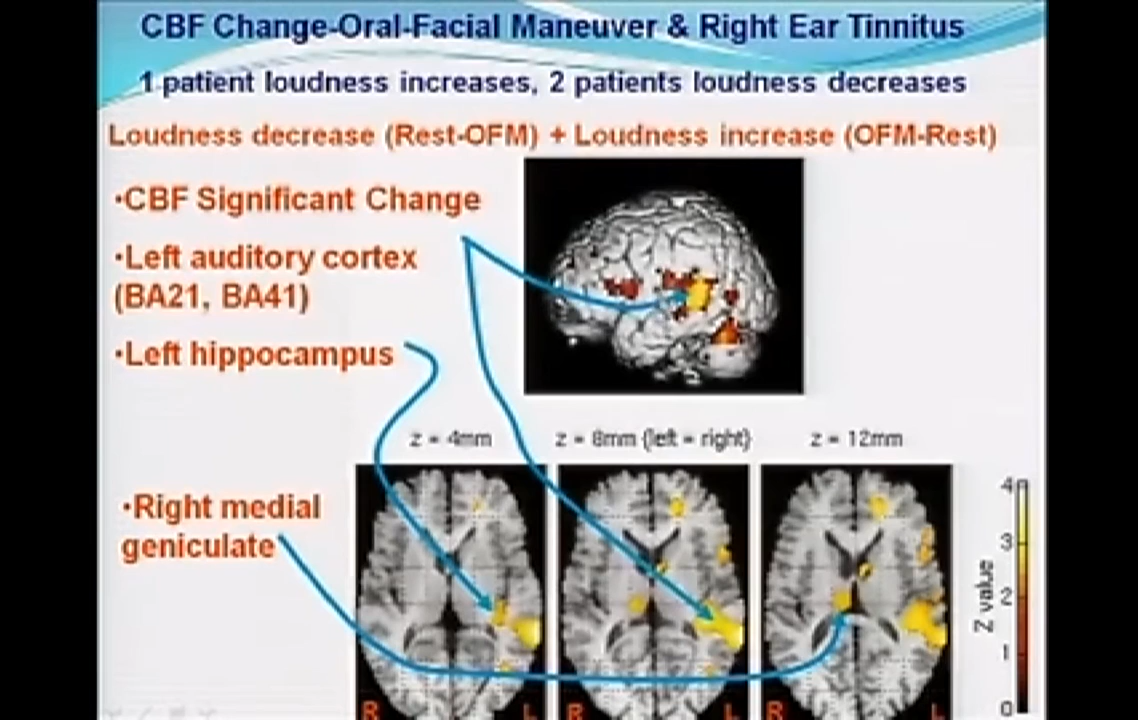 CBF Change-Oral-Facial Maneuver & Right Ear Tinnitus
1 patient loudness increases, 2 patients loudness decreases
Loudness decrease (Rest-OFM) + Loudness increase (OFM-Rest)
•CBF Significant Change
•Left auditory cortex
(BA21, BA41)
•Left hippocampus
•Right medial
geniculate
z = 4mm
z = 8mm (left = right)
z = 12mm
4
3
2
1
0
Z value
R L R L R L